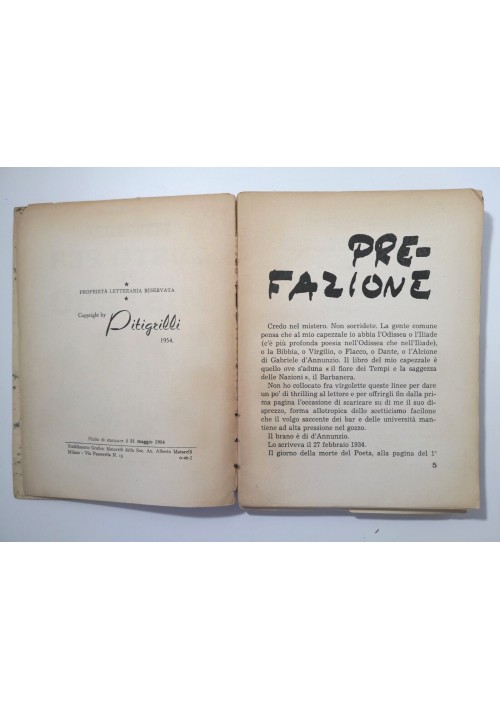 ★
PROPRIETÀ LETTERARIA RISERVATA
★
Copyright by
Pitigrilli
1954.
Finito di stampare il 31 maggio 1954
Stabilimento Grafico Matarelli della Soc. An. Alberto Matarelli
Milano - Via Passarella N. 15
PRE-
FAZIONE
Credo nel mistero. Non sorridete. La gente comune
pensa che al mio capezzale io abbia l'Odissea o l'Iliade
(c'è più profonda poesia nell'Odissea che nell'Iliade),
o la Bibbia, o Virgilio, o Flacco, o Dante, o l'Alcione
di Gabriele d'Annunzio. Il libro del mio capezzale è
quello ove s'aduna « il fiore dei Tempi e la saggezza
delle Nazioni », il Barbanera.
Non ho collocato fra virgolette queste linee per dare
un po' di thrilling al lettore e per offrirgli fin dalla prima
pagina l'occasione di scaricare su di me il suo di-
sprezzo, forma allotropica dello scetticismo facilone
che il volgo saccente dei bar e delle università man-
tiene ad alta pressione nel gozzo.
Il brano è di d'Annunzio.
Lo scriveva il 27 febbraio 1934.
Il giorno della morte del Poeta, alla pagina del 1°
5